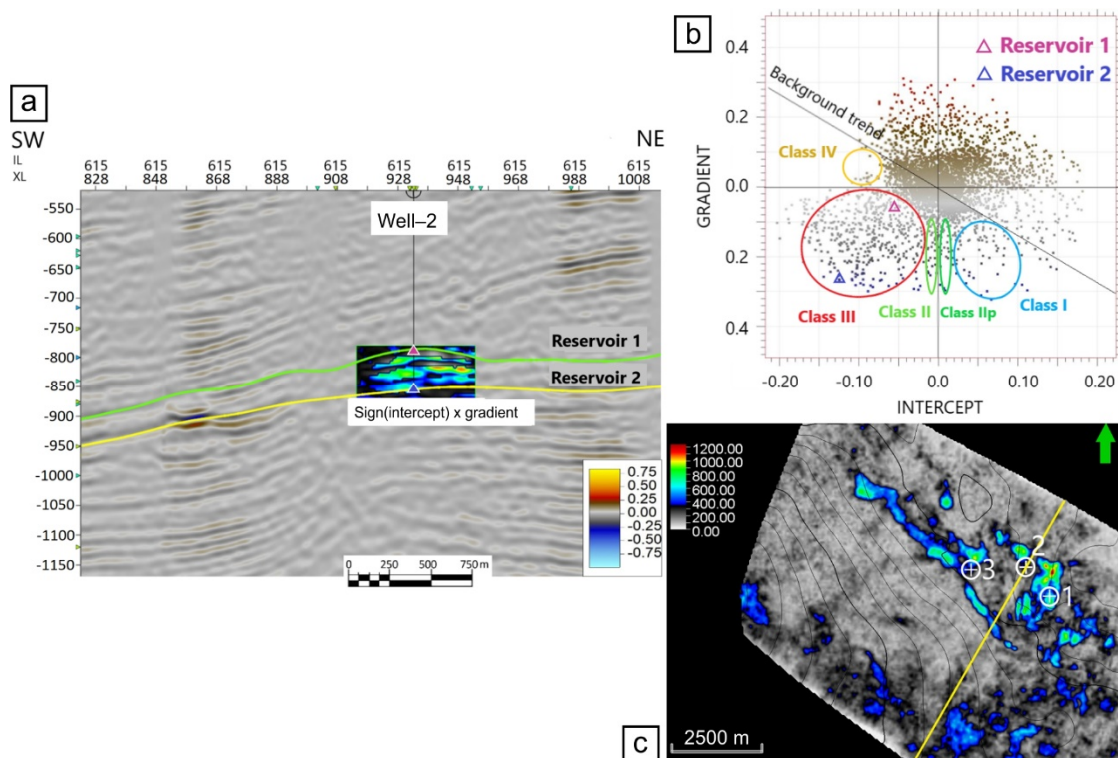 a
SW
NE
IL
XL
615 615 615 615 615 615 615 615 615 615
828 848 868 888 908 928 948 968 988 1008
Well–2
-550
-600
-650
-700
-750
-800
-850
-900
-950
-1000
-1050
-1100
-1150
Reservoir 1
Reservoir 2
Sign(intercept) x gradient
0.75
0.50
0.25
0.00
-0.25
-0.50
-0.75
0 250 500 750m
b
Reservoir 1
Reservoir 2
Background trend
Class IV
Class III
Class II
Class IIp
Class I
GRADIENT
0.4
0.2
0.0
0.2
0.4
-0.20 -0.10 0.0 0.10 0.20
INTERCEPT
1200.00
1000.00
800.00
600.00
400.00
200.00
0.00
2
3
1
2500 m
c